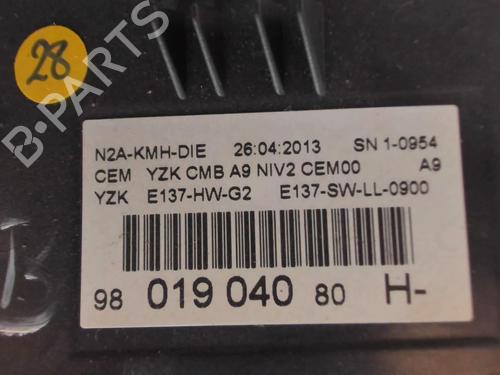 28
B-PARTS
N2A-KMH-DIE 26:04:2013 SN 1-0954
CEM YZK CMB A9 NIV2 CEM00 A9
YZK E137-HW-G2 E137-SW-LL-0900
98 019 040 80 H-